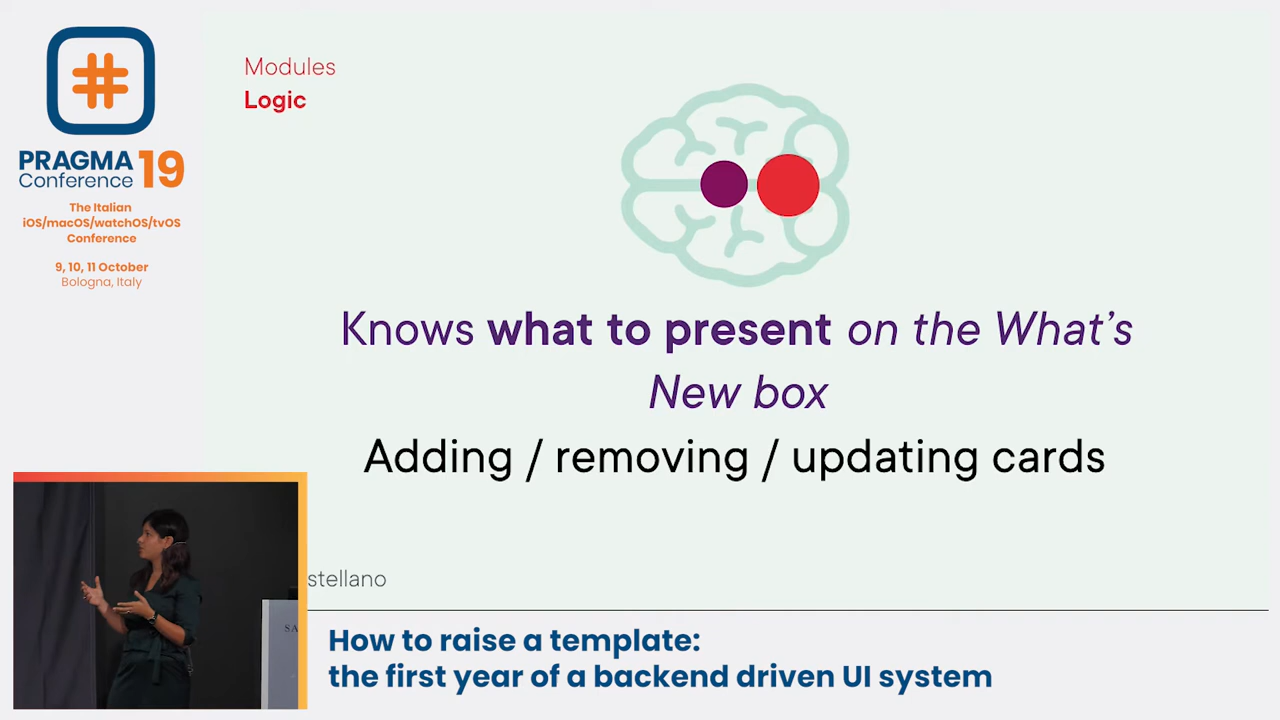 PRAGMA 19
Conference
The Italian
iOS/macOS/watchOS/tvOS
Conference
9, 10, 11 October
Bologna, Italy
Modules
Logic
Knows what to present on the What’s
New box
Adding / removing / updating cards
stellano
SA
How to raise a template:
the first year of a backend driven UI system